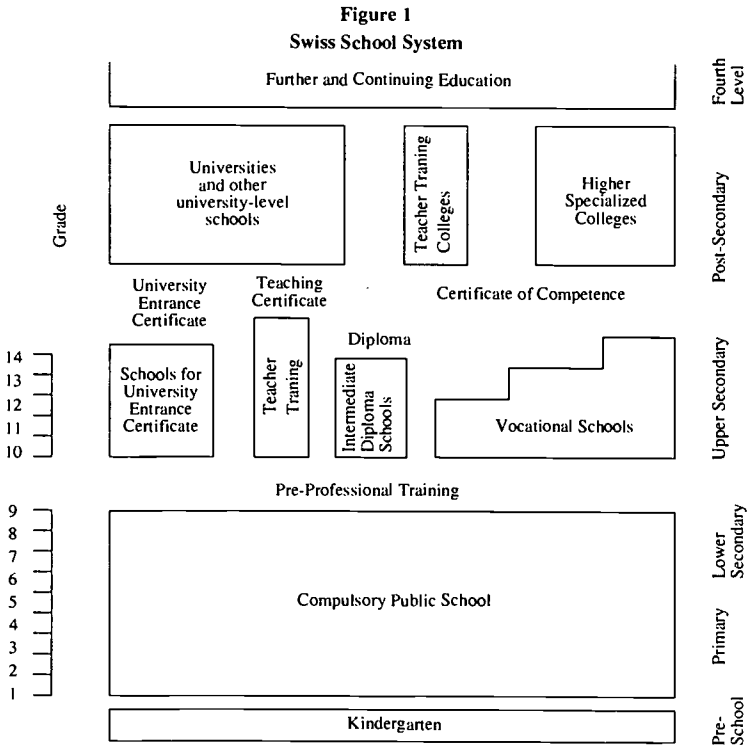 Figure 1
Swiss School System
Further and Continuing Education
Fourth
Level
Universities
and other
university-level
schools
Teacher Traning
Colleges
Higher
Specialized
Colleges
Post-Secondary
Grade
University
Entrance
Certificate
Teaching
Certificate
Certificate of Competence
Diploma
14
13
12
11
10
Schools for
University
Entrance
Certificate
Teacher
Traning
Intermediate
Diploma
Schools
Vocational Schools
Upper Secondary
Pre-Professional Training
9
8
7
6
5
4
3
2
1
Compulsory Public School
Lower
Secondary
Primary
Kindergarten
Pre-
School